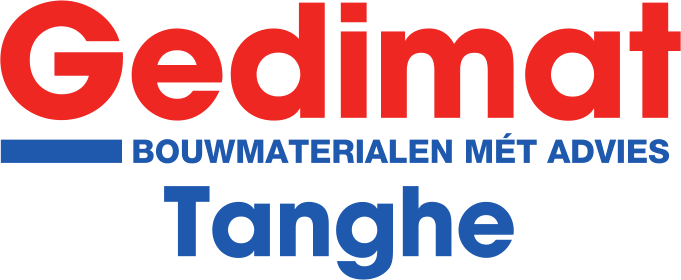 Gedimat
BOUWMATERIALEN MÉT ADVIES
Tanghe